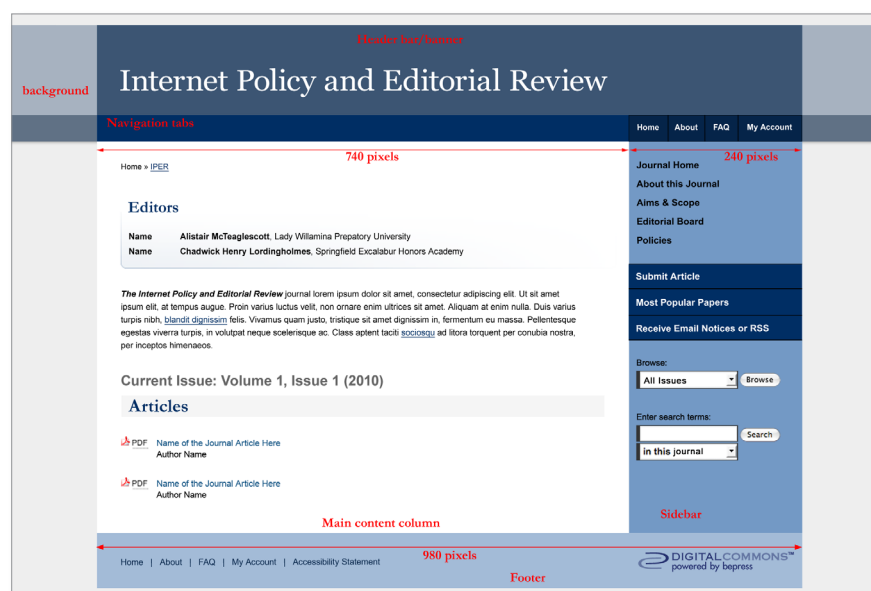 Header bar/banner
background
Internet Policy and Editorial Review
Navigation tabs
Home About FAQ My Account
740 pixels
240 pixels
Home » IPER
Editors
Name Alistair McTeaglescott, Lady Willamina Prepatory University
Name Chadwick Henry Lordingholmes, Springfield Excalabur Honors Academy
The Internet Policy and Editorial Review journal lorem ipsum dolor sit amet, consectetur adipiscing elit. Ut sit amet
ipsum elit, at tempus augue. Proin varius luctus velit, non ornare enim ultrices sit amet. Aliquam at enim nulla. Duis varius
turpis nibh, blandit dignissim felis. Vivamus quam justo, tristique sit amet dignissim in, fermentum eu massa. Pellentesque
egestas viverra turpis, in volutpat neque scelerisque ac. Class aptent taciti sociosqu ad litora torquent per conubia nostra,
per inceptos himenaeos.
Current Issue: Volume 1, Issue 1 (2010)
Articles
PDF Name of the Journal Article Here
Author Name
PDF Name of the Journal Article Here
Author Name
Main content column
Journal Home
About this Journal
Aims & Scope
Editorial Board
Policies
Submit Article
Most Popular Papers
Receive Email Notices or RSS
Browse:
All Issues Browse
Enter search terms:
Search
in this journal
Sidebar
980 pixels
Home | About | FAQ | My Account | Accessibility Statement
Footer
DIGITALCOMMONS™
powered by bepress